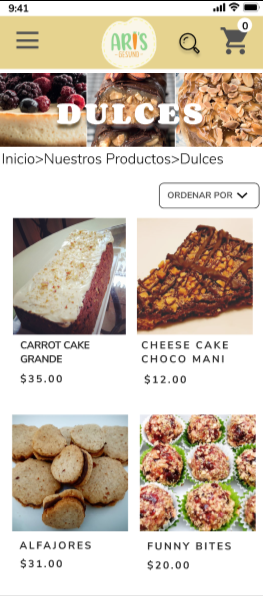 9:41
0
ARI'S
GESUND
DULCES
Inicio>Nuestros Productos>Dulces
ORDENAR POR
CARROT CAKE
GRANDE
$35.00
CHEESE CAKE
CHOCO MANI
$12.00
ALFAJORES
$31.00
FUNNY BITES
$20.00